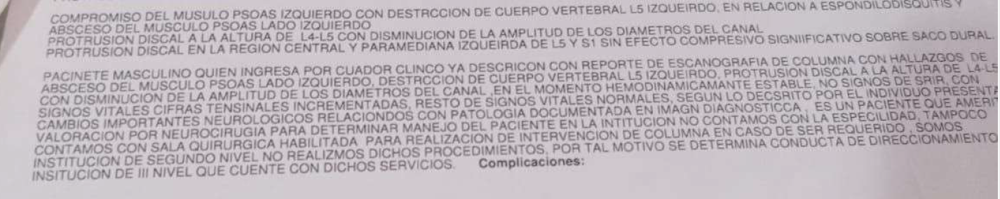 COMPROMISO DEL MUSULO PSOAS IZQUIERDO CON DESTRCCION DE CUERPO VERTEBRAL L5 IZQUEIRDO, EN RELACION A ESPONDILODISQUITIS Y
ABSCESO DEL MUSCULO PSOAS LADO IZQUIERDO
PROTRUSION DISCAL A LA ALTURA DE L4-L5 CON DISMINUCION DE LA AMPLITUD DE LOS DIAMETROS DEL CANAL
PROTRUSION DISCAL EN LA REGION CENTRAL Y PARAMEDIANA IZQUEIRDA DE L5 Y S1 SIN EFECTO COMPRESIVO SIGNIIFICATIVO SOBRE SACO DURAL.
PACINETE MASCULINO QUIEN INGRESA POR CUADOR CLINCO YA DESCRICON CON REPORTE DE ESCANOGRAFIA DE COLUMNA CON HALLAZGOS DE
ABSCESO DEL MUSCULO PSOAS LADO IZQUIERDO, DESTRCCION DE CUERPO VERTEBRAL L5 IZQUEIRDO, PROTRUSION DISCAL A LA ALTURA DE L4-L5
CON DISMINUCION DE LA AMPLITUD DE LOS DIAMETROS DEL CANAL ,EN EL MOMENTO HEMODINAMICAMANTE ESTABLE, NO SIGNOS DE SRIR, CON
SIGNOS VITALES CIFRAS TENSINALES INCREMENTADAS, RESTO DE SIGNOS VITALES NORMALES, SEGUN LO DECSRITO POR EL INDIVIDUO PRESENTA
CAMBIOS IMPORTANTES NEUROLOGICOS RELACIONDOS CON PATOLOGIA DOCUMENTADA EN IMAGN DIAGNOSTICCA , ES UN PACIENTE QUE AMERIT
VALORACION POR NEUROCIRUGIA PARA DETERMINAR MANEJO DEL PACIENTE EN LA INTITUCION NO CONTAMOS CON LA ESPECILIDAD, TAMPOCO
CONTAMOS CON SALA QUIRURGICA HABILITADA PARA REALIZACION DE INTERVENCION DE COLUMNA EN CASO DE SER REQUERIDO , SOMOS
INSTITUCION DE SEGUNDO NIVEL NO REALIZMOS DICHOS PROCEDIMIENTOS, POR TAL MOTIVO SE DETERMINA CONDUCTA DE DIRECCIONAMIENTO
INSITUCION DE III NIVEL QUE CUENTE CON DICHOS SERVICIOS. Complicaciones: